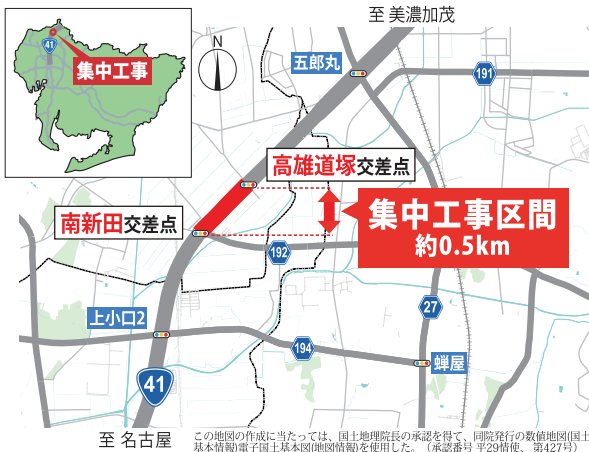 至 美濃加茂
41
集中工事
N
五郎丸
191
高雄道塚交差点
南新田交差点
集中工事区間
約0.5km
192
27
上小口2
194
蝉屋
41
至 名古屋
この地図の作成に当たっては、国土地理院長の承認を得て、同院発行の数値地図(国土
基本情報)電子国土基本図(地図情報)を使用した。（承認番号 平29情使、 第427号）